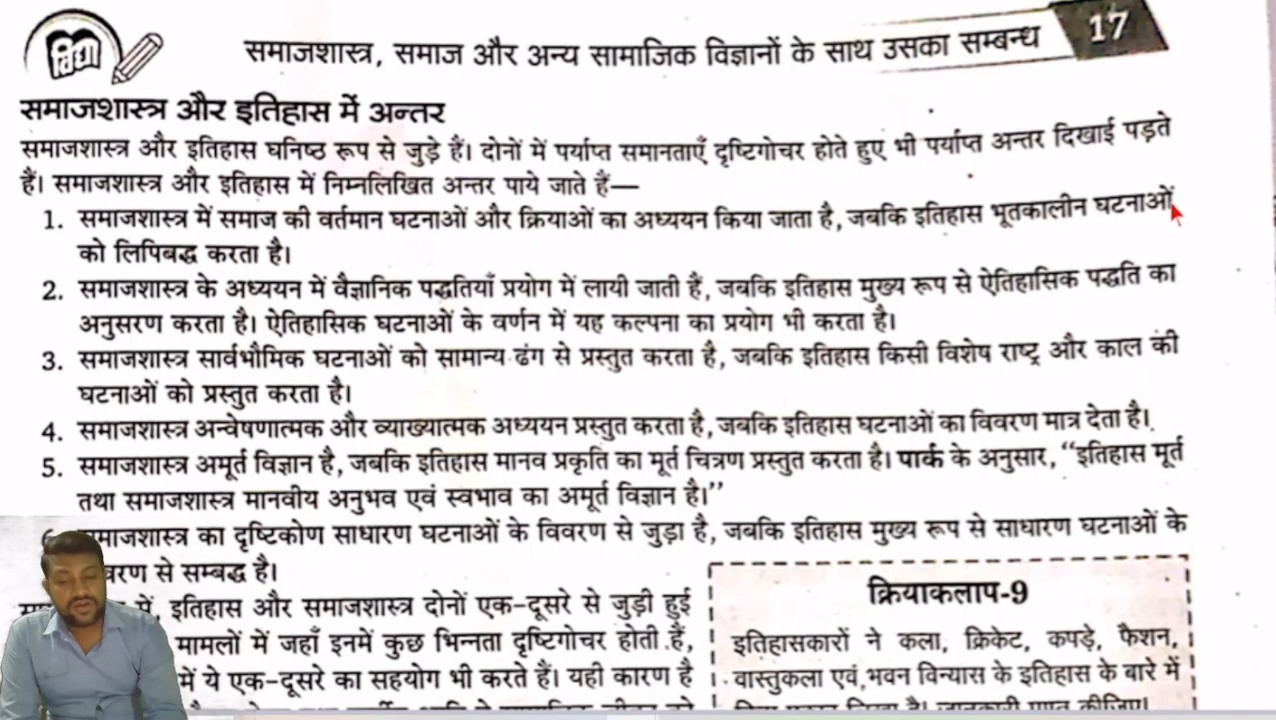 विद्या
समाजशास्त्र, समाज और अन्य सामाजिक विज्ञानों के साथ उसका सम्बन्ध
17
समाजशास्त्र और इतिहास में अन्तर
समाजशास्त्र और इतिहास घनिष्ठ रूप से जुड़े हैं। दोनों में पर्याप्त समानताएँ दृष्टिगोचर होते हुए भी पर्याप्त अन्तर दिखाई पड़ते
हैं। समाजशास्त्र और इतिहास में निम्नलिखित अन्तर पाये जाते हैं—
1. समाजशास्त्र में समाज की वर्तमान घटनाओं और क्रियाओं का अध्ययन किया जाता है, जबकि इतिहास भूतकालीन घटनाओं
को लिपिबद्ध करता है।
2. समाजशास्त्र के अध्ययन में वैज्ञानिक पद्धतियाँ प्रयोग में लायी जाती हैं, जबकि इतिहास मुख्य रूप से ऐतिहासिक पद्धति का
अनुसरण करता है। ऐतिहासिक घटनाओं के वर्णन में यह कल्पना का प्रयोग भी करता है।
3. समाजशास्त्र सार्वभौमिक घटनाओं को सामान्य ढंग से प्रस्तुत करता है, जबकि इतिहास किसी विशेष राष्ट्र और काल की
घटनाओं को प्रस्तुत करता है।
4. समाजशास्त्र अन्वेषणात्मक और व्याख्यात्मक अध्ययन प्रस्तुत करता है, जबकि इतिहास घटनाओं का विवरण मात्र देता है।
5. समाजशास्त्र अमूर्त विज्ञान है, जबकि इतिहास मानव प्रकृति का मूर्त चित्रण प्रस्तुत करता है। पार्क के अनुसार, “इतिहास मूर्त
तथा समाजशास्त्र मानवीय अनुभव एवं स्वभाव का अमूर्त विज्ञान है।”
का दृष्टिकोण साधारण घटनाओं के विवरण से जुड़ा है, जबकि इतिहास मुख्य रूप से साधारण घटनाओं के
से सम्बद्ध है।
में, इतिहास और समाजशास्त्र दोनों एक-दूसरे से जुड़ी हुई
मामलों में जहाँ इनमें कुछ भिन्नता दृष्टिगोचर होती है,
में ये एक-दूसरे का सहयोग भी करते हैं। यही कारण है
क्रियाकलाप-9
इतिहासकारों ने कला, क्रिकेट, कपड़े, फैशन,
वास्तुकला एवं भवन विन्यास के इतिहास के बारे में